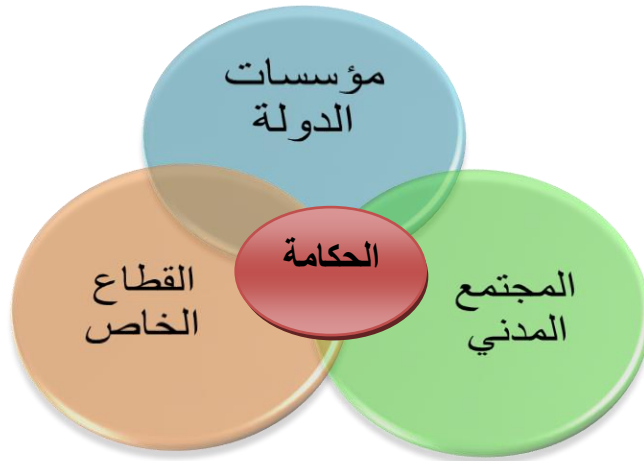 مؤسسات
الدولة
الحكامة
المجتمع
المدني
القطاع
الخاص